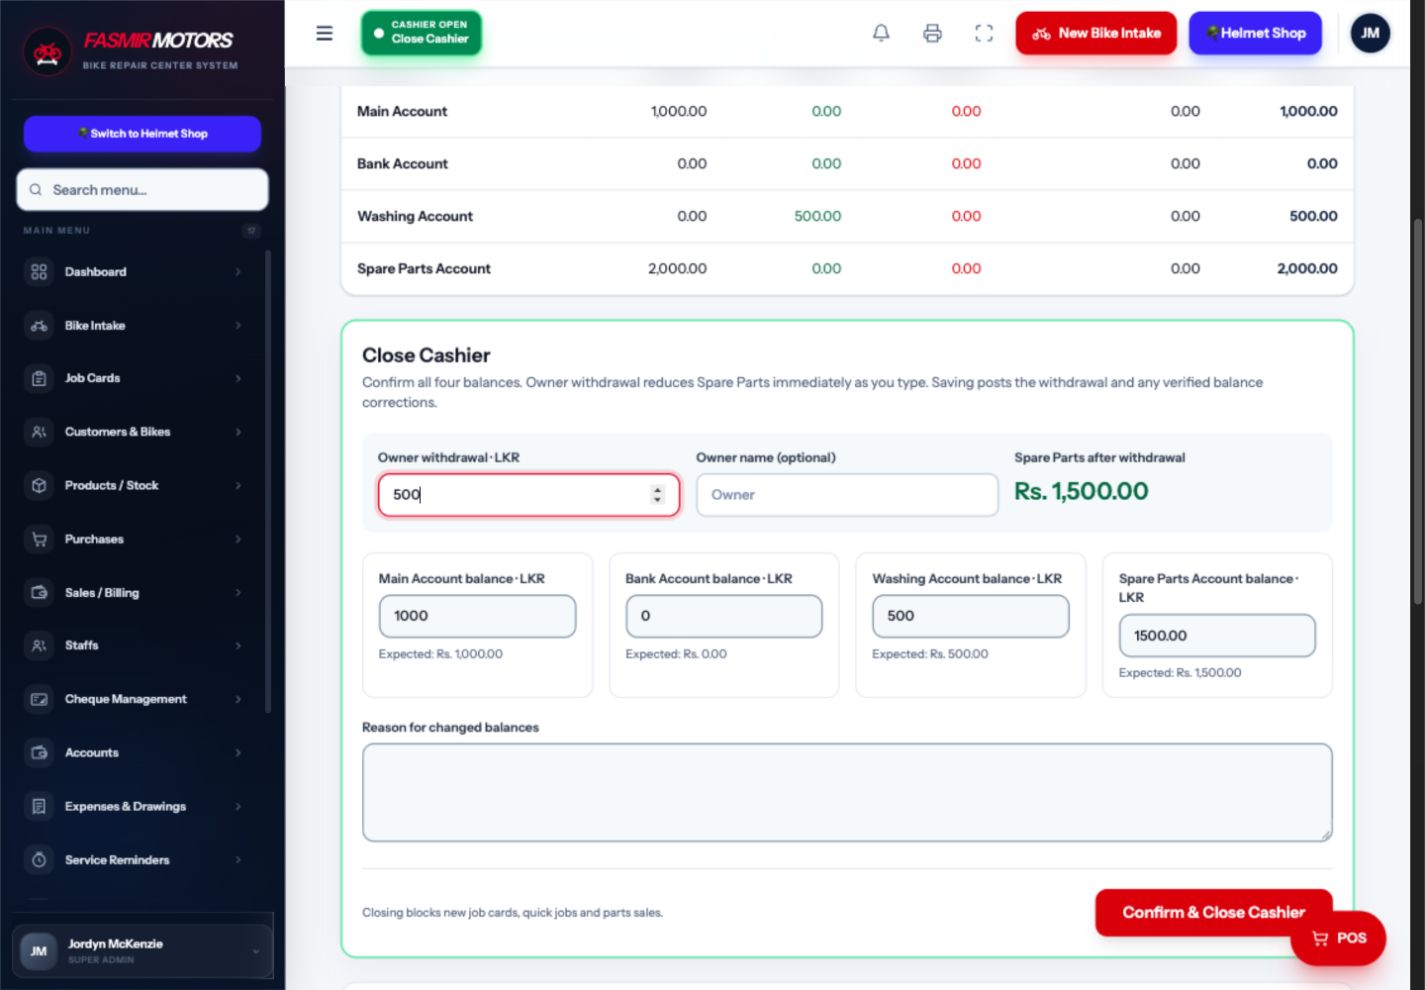 FASMIR MOTORS
BIKE REPAIR CENTER SYSTEM
Switch to Helmet Shop
Search menu...
MAIN MENU
17
Dashboard
Bike Intake
Job Cards
Customers & Bikes
Products / Stock
Purchases
Sales / Billing
Staffs
Cheque Management
Accounts
Expenses & Drawings
Service Reminders
JM
Jordyn McKenzie
SUPER ADMIN
CASHIER OPEN
Close Cashier
New Bike Intake
Helmet Shop
JM
Main Account 1,000.00 0.00 0.00 0.00 1,000.00
Bank Account 0.00 0.00 0.00 0.00 0.00
Washing Account 0.00 500.00 0.00 0.00 500.00
Spare Parts Account 2,000.00 0.00 0.00 0.00 2,000.00
Close Cashier
Confirm all four balances. Owner withdrawal reduces Spare Parts immediately as you type. Saving posts the withdrawal and any verified balance
corrections.
Owner withdrawal · LKR
500
Owner name (optional)
Owner
Spare Parts after withdrawal
Rs. 1,500.00
Main Account balance · LKR
1000
Expected: Rs. 1,000.00
Bank Account balance · LKR
0
Expected: Rs. 0.00
Washing Account balance · LKR
500
Expected: Rs. 500.00
Spare Parts Account balance ·
LKR
1500.00
Expected: Rs. 1,500.00
Reason for changed balances
Closing blocks new job cards, quick jobs and parts sales.
Confirm & Close Cashier
POS